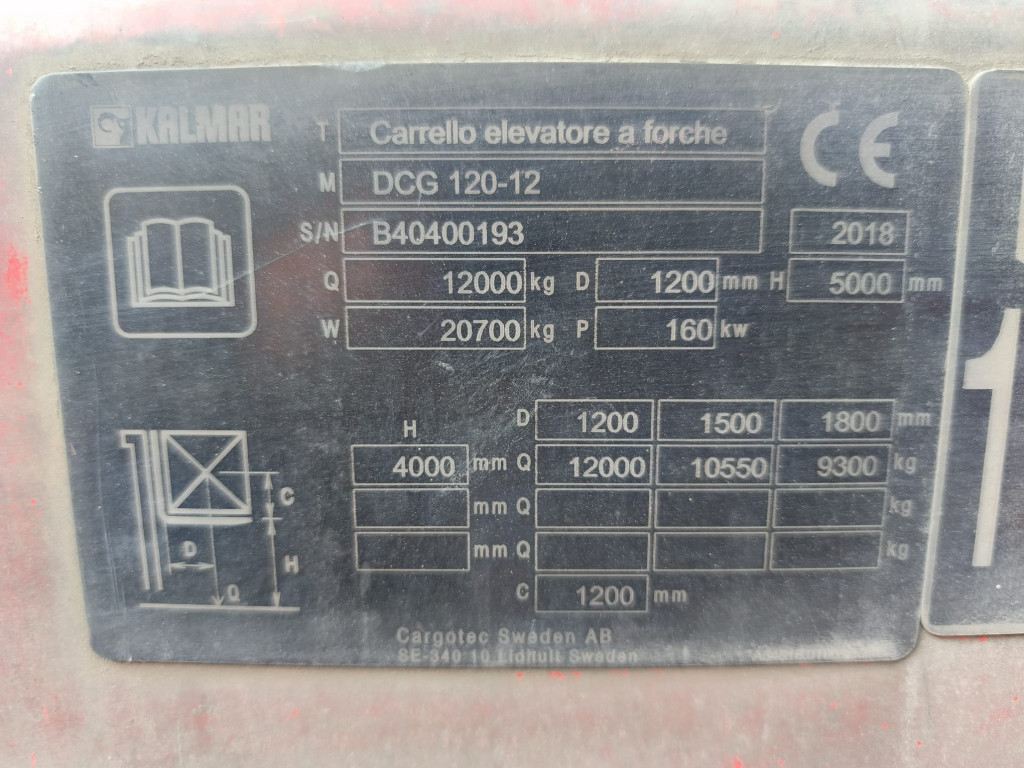 KALMAR
T Carrello elevatore a forche
M DCG 120-12
S/N B40400193 2018
Q 12000 kg D 1200 mm H 5000 mm
W 20700 kg P 160 kw
H D 1200 1500 1800 mm
4000 mm Q 12000 10550 9300 kg
mm Q kg
mm Q kg
C 1200 mm
C
D
H
Q
Cargotec Sweden AB
SE-340 10 Lidhult Sweden
CE
1